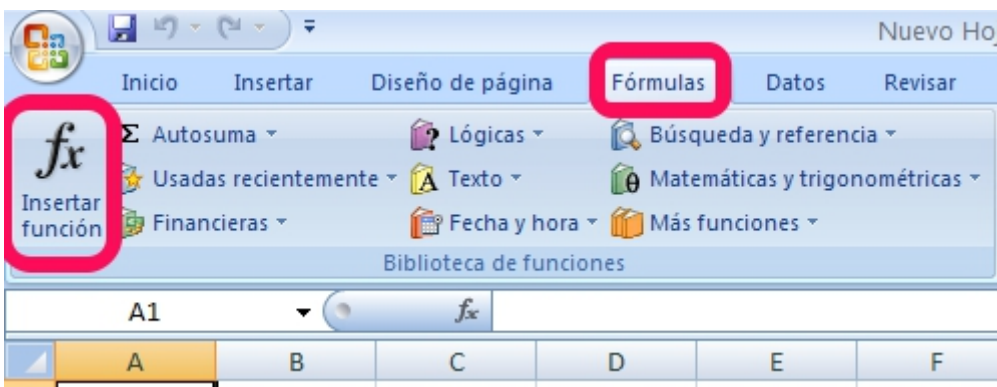 Nuevo Ho
Inicio Insertar Diseño de página Fórmulas Datos Revisar
fx Insertar función
Σ Autosuma Lógicas Búsqueda y referencia
Usadas recientemente A Texto θ Matemáticas y trigonométricas
Financieras Fecha y hora Más funciones
Biblioteca de funciones
A1 fx
A B C D E F